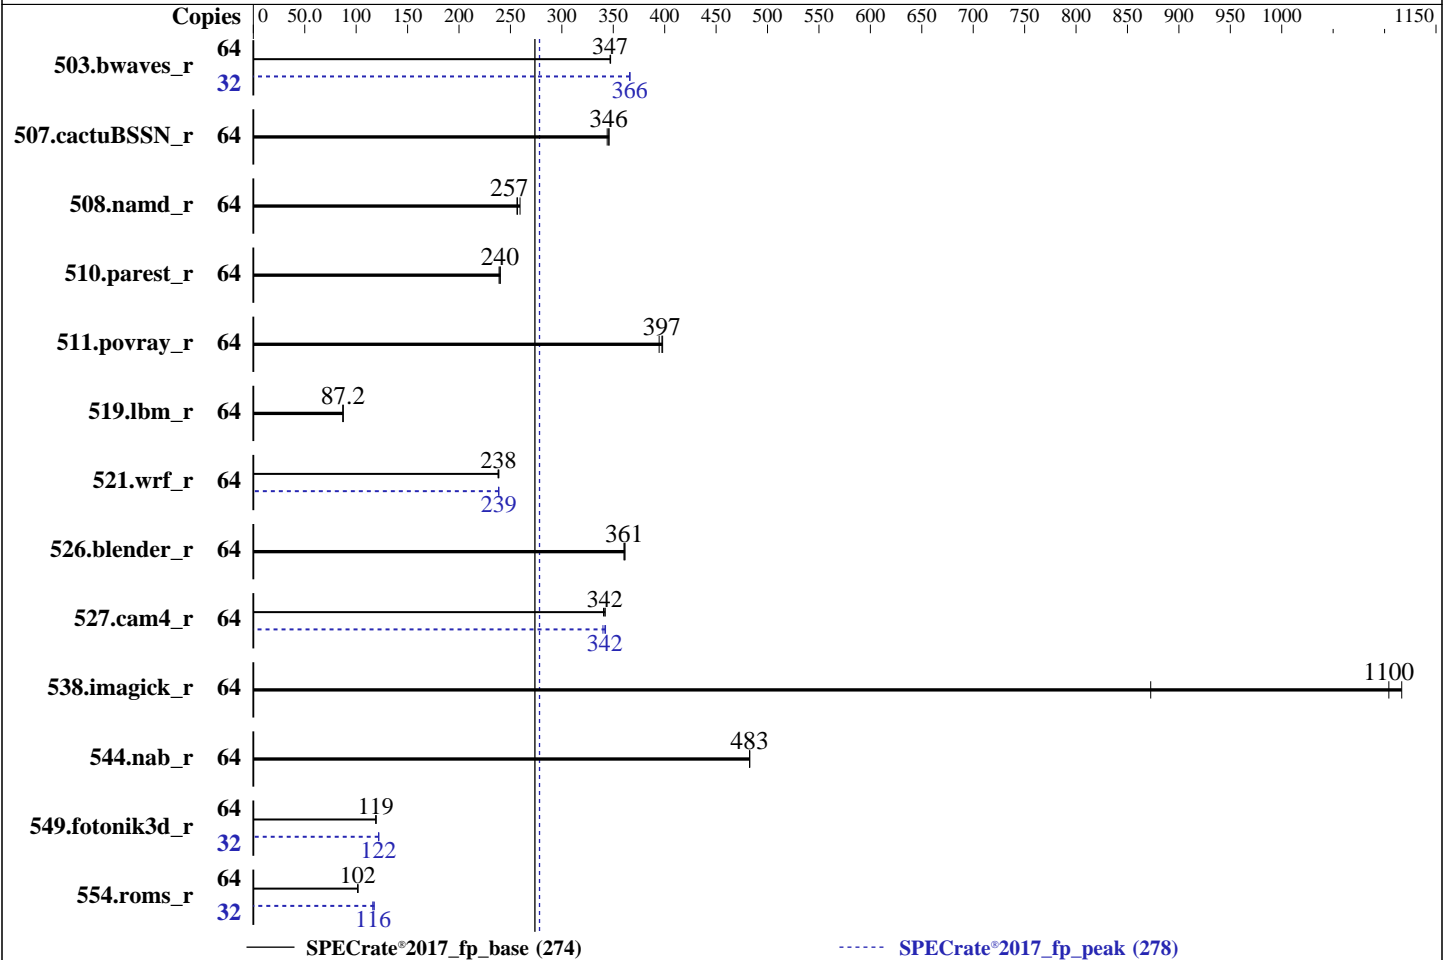 Copies 0 50.0 100 150 200 250 300 350 400 450 500 550 600 650 700 750 800 850 900 950 1000 1150
503.bwaves_r 64 347
32 366
507.cactuBSSN_r 64 346
508.namd_r 64 257
510.parest_r 64 240
511.povray_r 64 397
519.lbm_r 64 87.2
521.wrf_r 64 238
239
526.blender_r 64 361
527.cam4_r 64 342
342
538.imagick_r 64 1100
544.nab_r 64 483
549.fotonik3d_r 64 119
32 122
554.roms_r 64 102
32 116
SPECrate®2017_fp_base (274) SPECrate®2017_fp_peak (278)